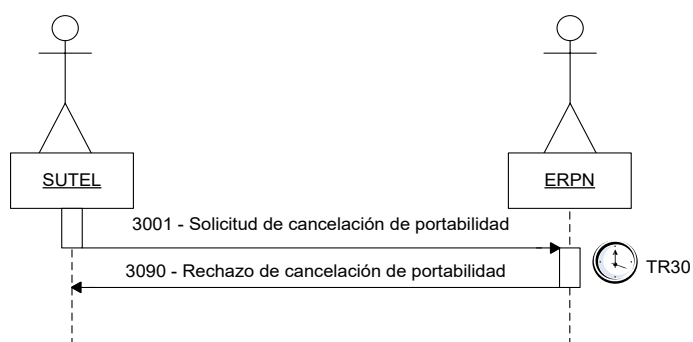 SUTEL
ERPN
3001 - Solicitud de cancelación de portabilidad
3090 - Rechazo de cancelación de portabilidad
TR30